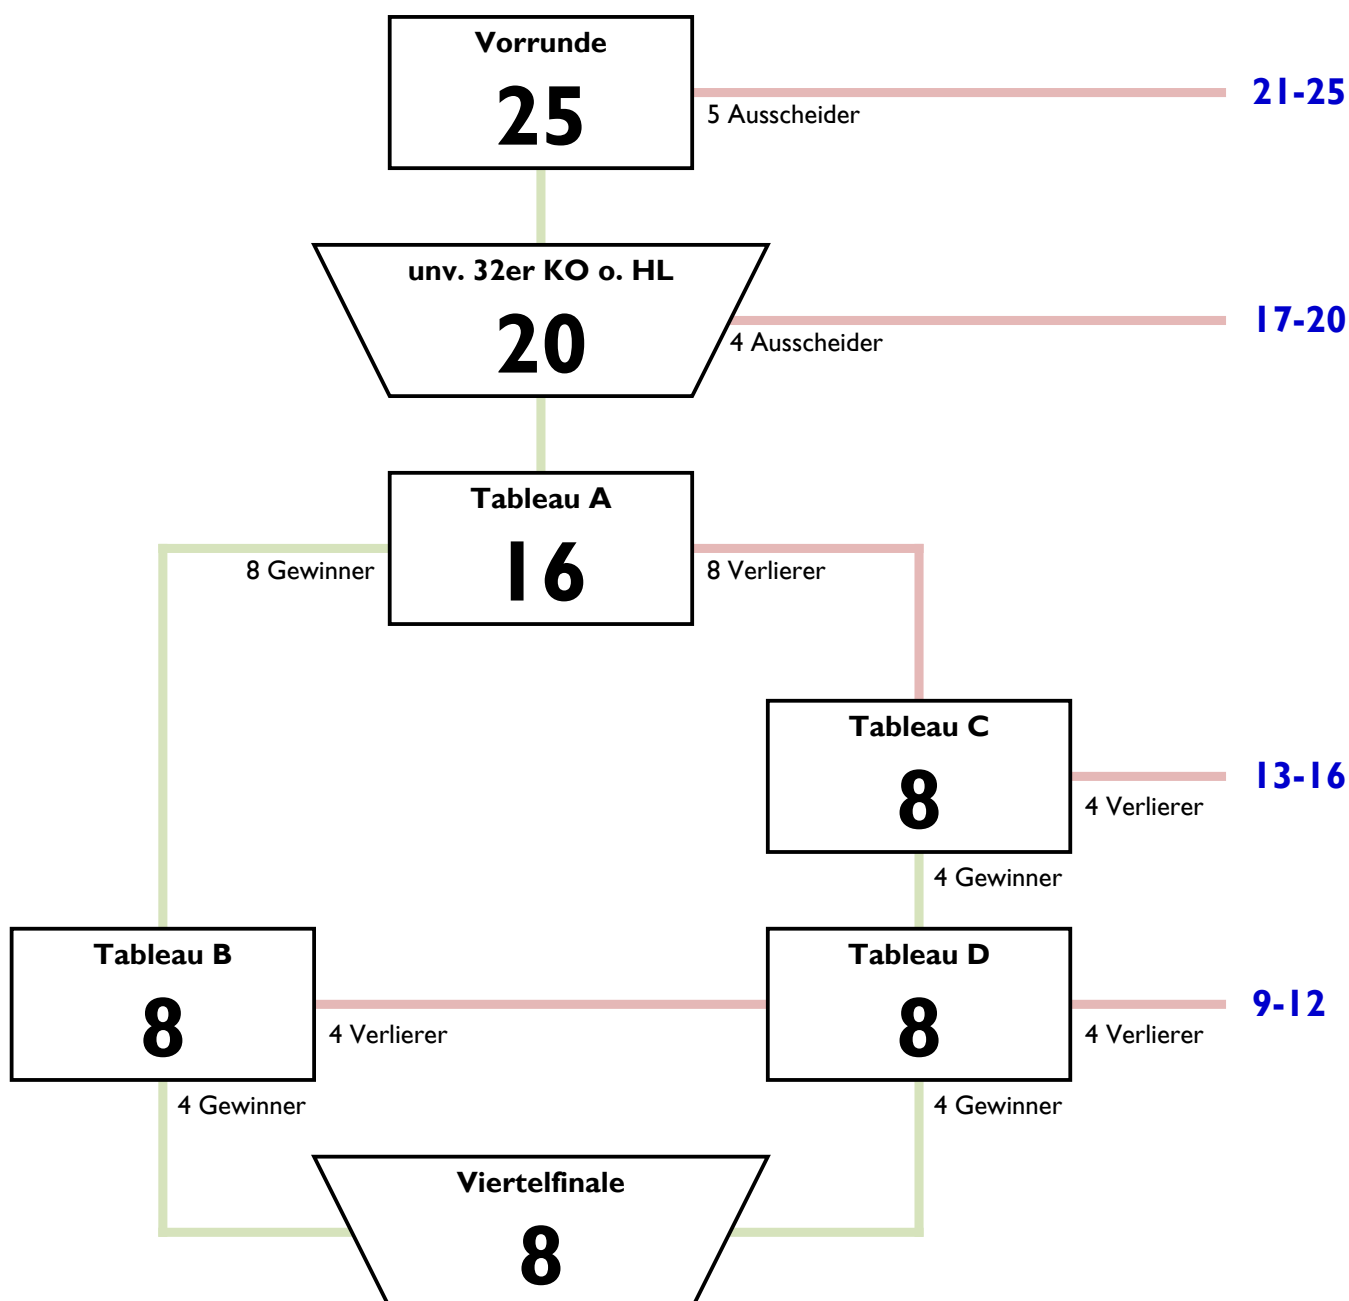 Vorrunde
25
21-25
5 Ausscheider
unv. 32er KO o. HL
20
17-20
4 Ausscheider
Tableau A
16
8 Gewinner
8 Verlierer
Tableau C
8
13-16
4 Verlierer
4 Gewinner
Tableau B
8
4 Verlierer
4 Gewinner
Tableau D
8
9-12
4 Verlierer
4 Gewinner
Viertelfinale
8